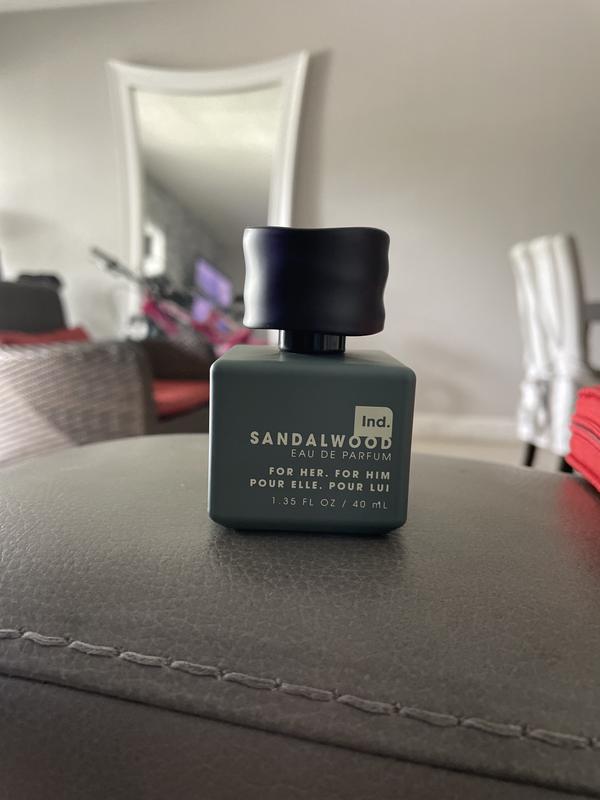 Ind.
SANDALWOOD
EAU DE PARFUM
FOR HER. FOR HIM
POUR ELLE. POUR LUI
1.35 FL OZ / 40 mL